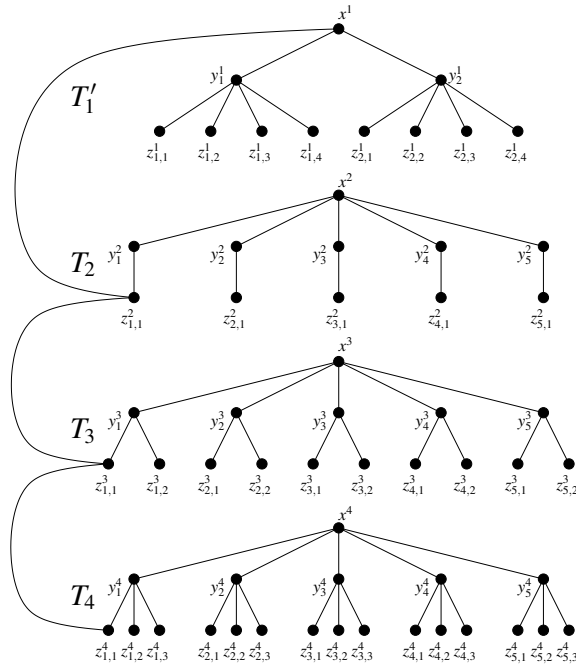 x^1
y^1_1 y^1_2
T'_1
z^1_{1,1} z^1_{1,2} z^1_{1,3} z^1_{1,4} z^1_{2,1} z^1_{2,2} z^1_{2,3} z^1_{2,4}
x^2
T_2 y^2_1 y^2_2 y^2_3 y^2_4 y^2_5
z^2_{1,1} z^2_{2,1} z^2_{3,1} z^2_{4,1} z^2_{5,1}
x^3
T_3 y^3_1 y^3_2 y^3_3 y^3_4 y^3_5
z^3_{1,1} z^3_{1,2} z^3_{2,1} z^3_{2,2} z^3_{3,1} z^3_{3,2} z^3_{4,1} z^3_{4,2} z^3_{5,1} z^3_{5,2}
x^4
T_4 y^4_1 y^4_2 y^4_3 y^4_4 y^4_5
z^4_{1,1} z^4_{1,2} z^4_{1,3} z^4_{2,1} z^4_{2,2} z^4_{2,3} z^4_{3,1} z^4_{3,2} z^4_{3,3} z^4_{4,1} z^4_{4,2} z^4_{4,3} z^4_{5,1} z^4_{5,2} z^4_{5,3}